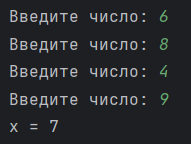 Введите число: 6
Введите число: 8
Введите число: 4
Введите число: 9
x = 7